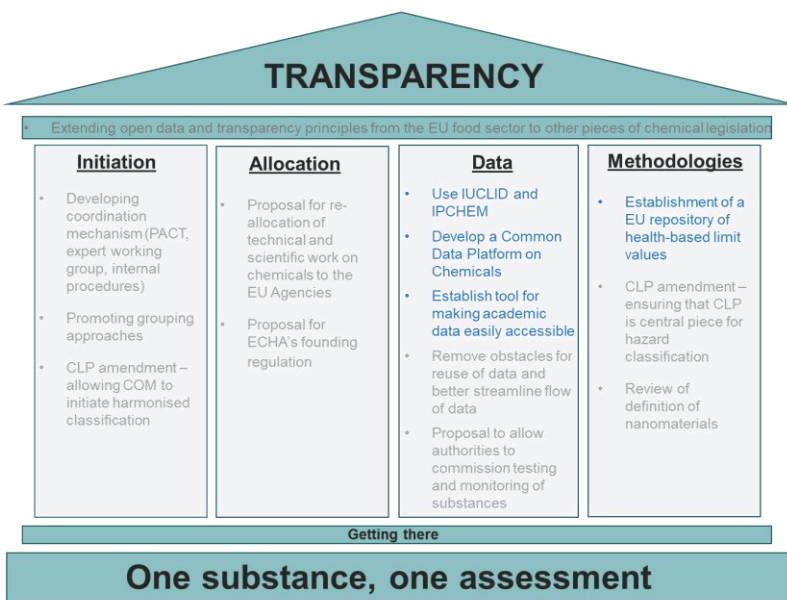 TRANSPARENCY
• Extending open data and transparency principles from the EU food sector to other pieces of chemical legislation
Initiation
• Developing
coordination
mechanism (PACT,
expert working
group, internal
procedures)
• Promoting grouping
approaches
• CLP amendment –
allowing COM to
initiate harmonised
classification
Allocation
• Proposal for re-
allocation of
technical and
scientific work on
chemicals to the
EU Agencies
• Proposal for
ECHA's founding
regulation
Data
• Use IUCLID and
IPCHEM
• Develop a Common
Data Platform on
Chemicals
• Establish tool for
making academic
data easily accessible
• Remove obstacles for
reuse of data and
better streamline flow
of data
• Proposal to allow
authorities to
commission testing
and monitoring of
substances
Methodologies
• Establishment of a
EU repository of
health-based limit
values
• CLP amendment –
ensuring that CLP
is central piece for
hazard
classification
• Review of
definition of
nanomaterials
Getting there
One substance, one assessment